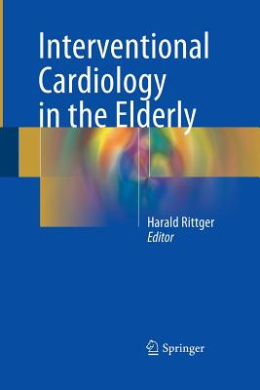 Interventional
Cardiology
in the Elderly
Harald Rittger
Editor
Springer